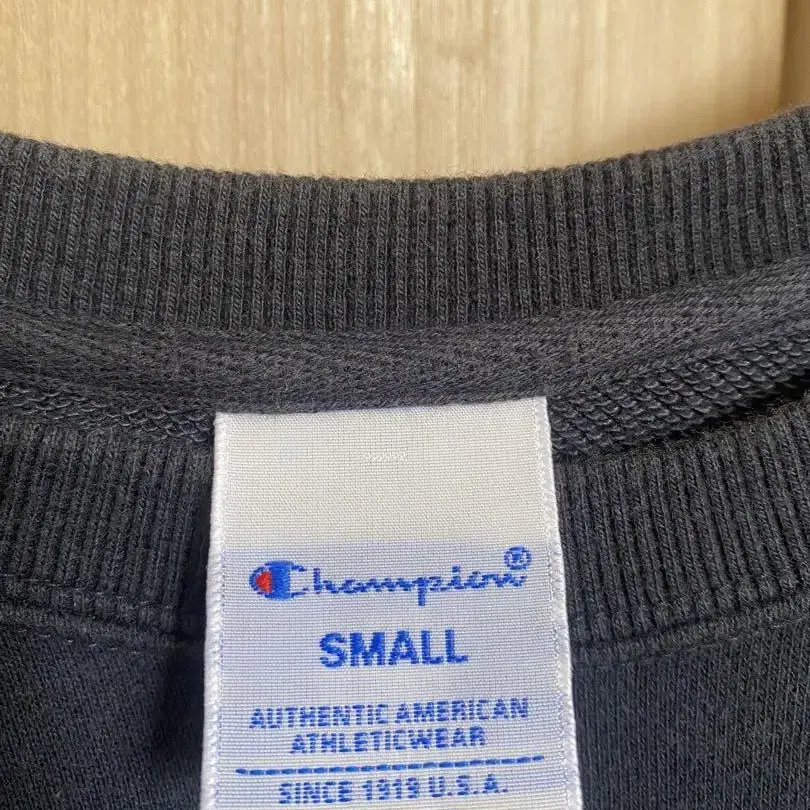 Champion®
SMALL
AUTHENTIC AMERICAN
ATHLETICWEAR
SINCE 1919 U.S.A.